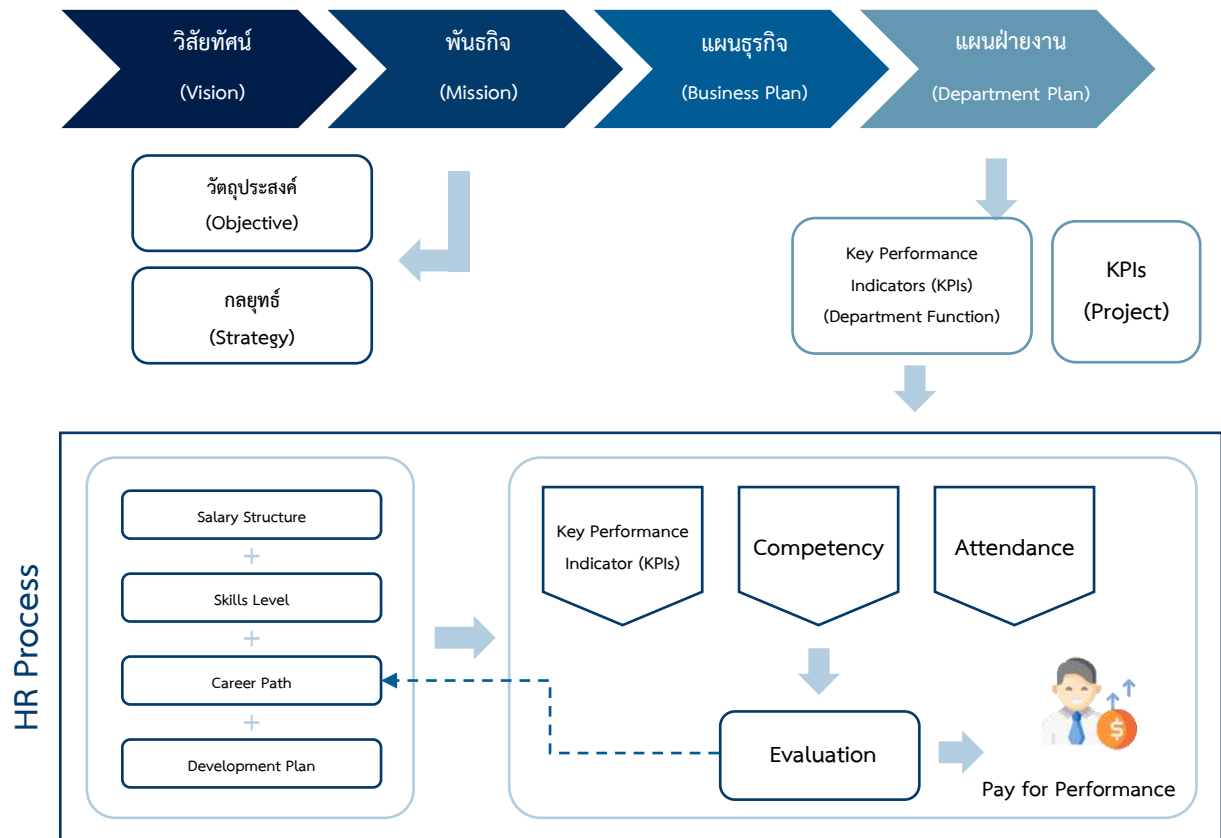 วิสัยทัศน์
(Vision)
พันธกิจ
(Mission)
แผนธุรกิจ
(Business Plan)
แผนฝ่ายงาน
(Department Plan)
วัตถุประสงค์
(Objective)
กลยุทธ์
(Strategy)
Key Performance
Indicators (KPIs)
(Department Function)
KPIs
(Project)
HR Process
Salary Structure
+
Skills Level
+
Career Path
+
Development Plan
Key Performance
Indicator (KPIs)
Competency
Attendance
Evaluation
$
Pay for Performance